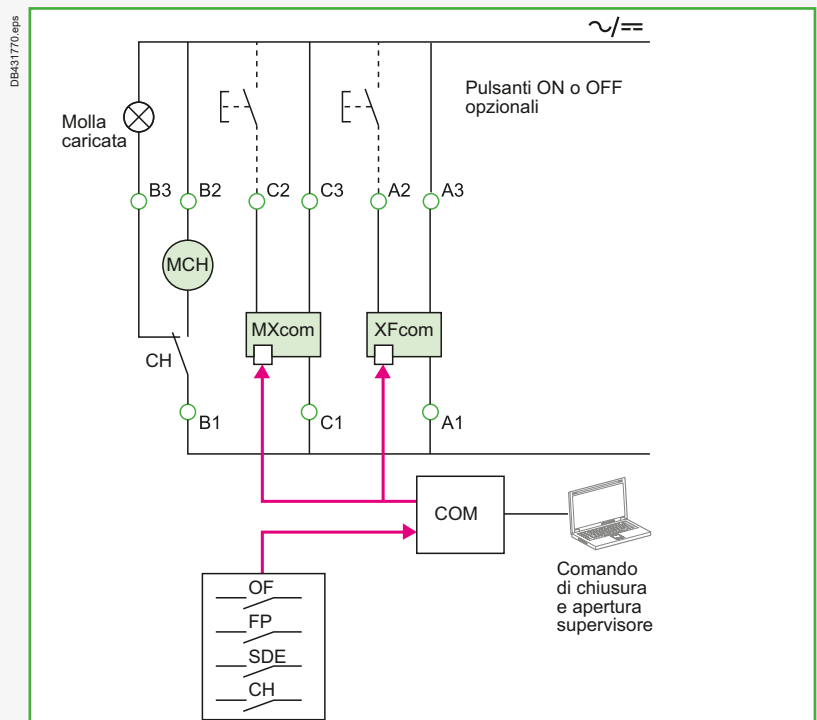 DB431770.eps
~/==
Pulsanti ON o OFF
opzionali
Molla
caricata
B3 B2 C2 C3 A2 A3
MCH
MXcom XFcom
CH
B1 C1 A1
COM
Comando
di chiusura
e apertura
supervisore
OF
FP
SDE
CH